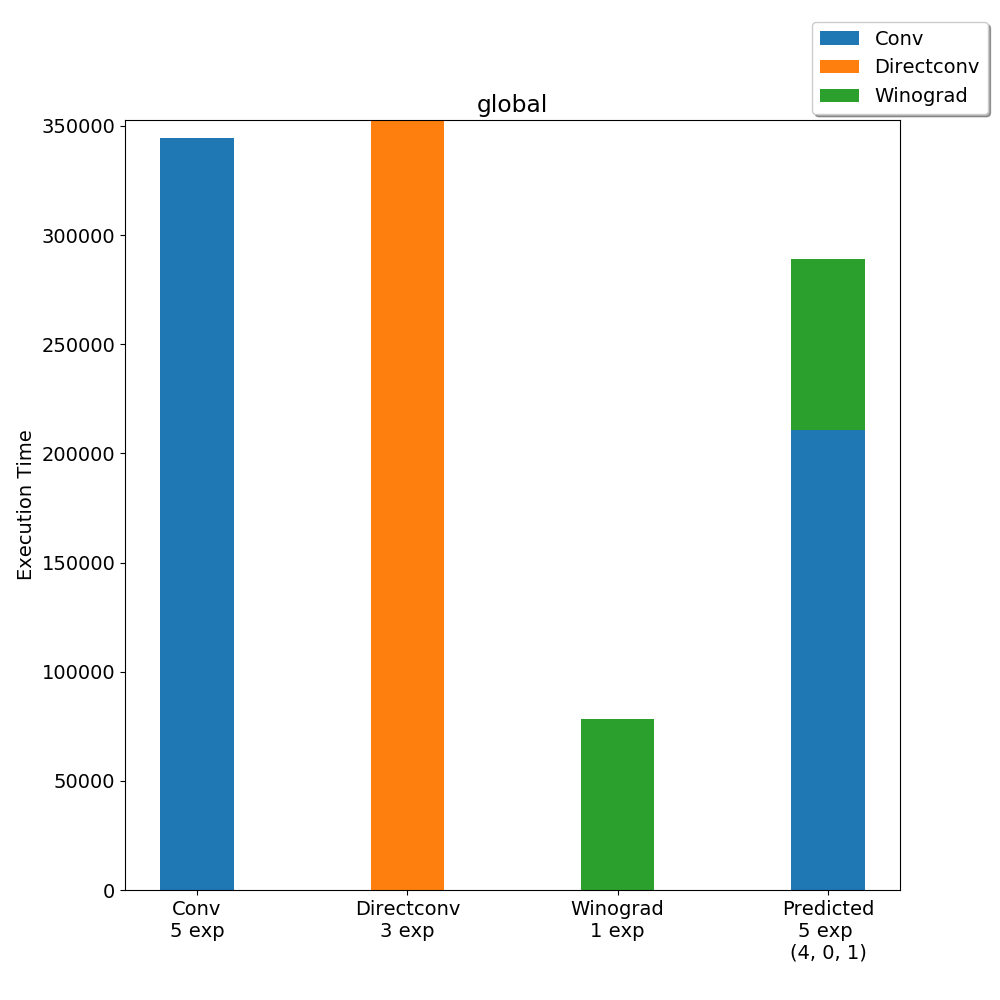 Conv
Directconv
Winograd
global
350000
300000
250000
200000
150000
100000
50000
0
Execution Time
Conv
5 exp
Directconv
3 exp
Winograd
1 exp
Predicted
5 exp
(4, 0, 1)